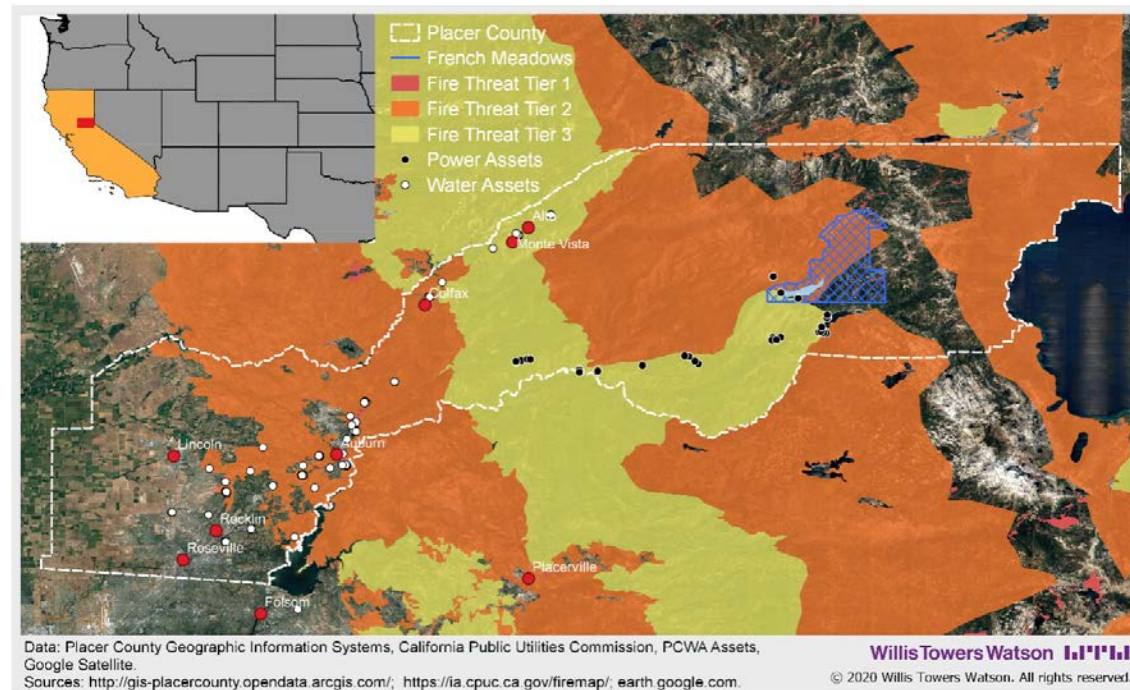 Placer County
French Meadows
Fire Threat Tier 1
Fire Threat Tier 2
Fire Threat Tier 3
Power Assets
Water Assets
Monte Vista
Colfax
Lincoln
Auburn
Rocklin
Roseville
Placerville
Folsom
Data: Placer County Geographic Information Systems, California Public Utilities Commission, PCWA Assets,
Google Satellite.
Sources: http://gis-placercounty.opendata.arcgis.com/; https://ia.cpuc.ca.gov/firemap/; earth.google.com.
Willis Towers Watson
© 2020 Willis Towers Watson. All rights reserved.